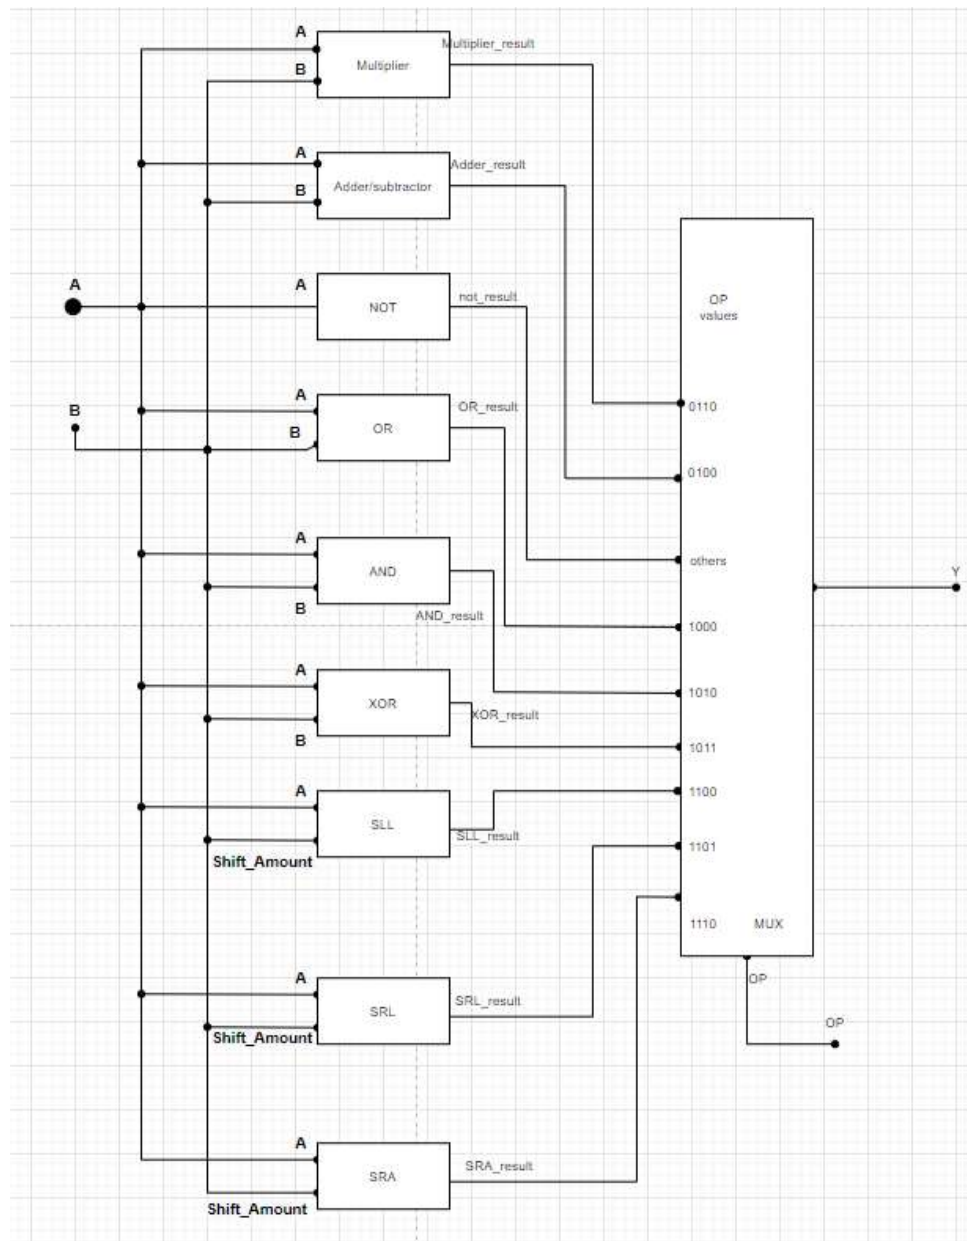 A
Multiplier_result
B
Multiplier
A
Adder_result
B
Adder/subtractor
A
A
not_result
NOT
OP
values
A
OR_result
0110
B
B
OR
0100
A
AND
others
B
AND_result
Y
1000
A
XOR
1010
B
XOR_result
1011
A
1100
SLL
SLL_result
Shift_Amount
1101
1110
MUX
A
OP
SRL_result
SRL
Shift_Amount
OP
A
SRA_result
SRA
Shift_Amount